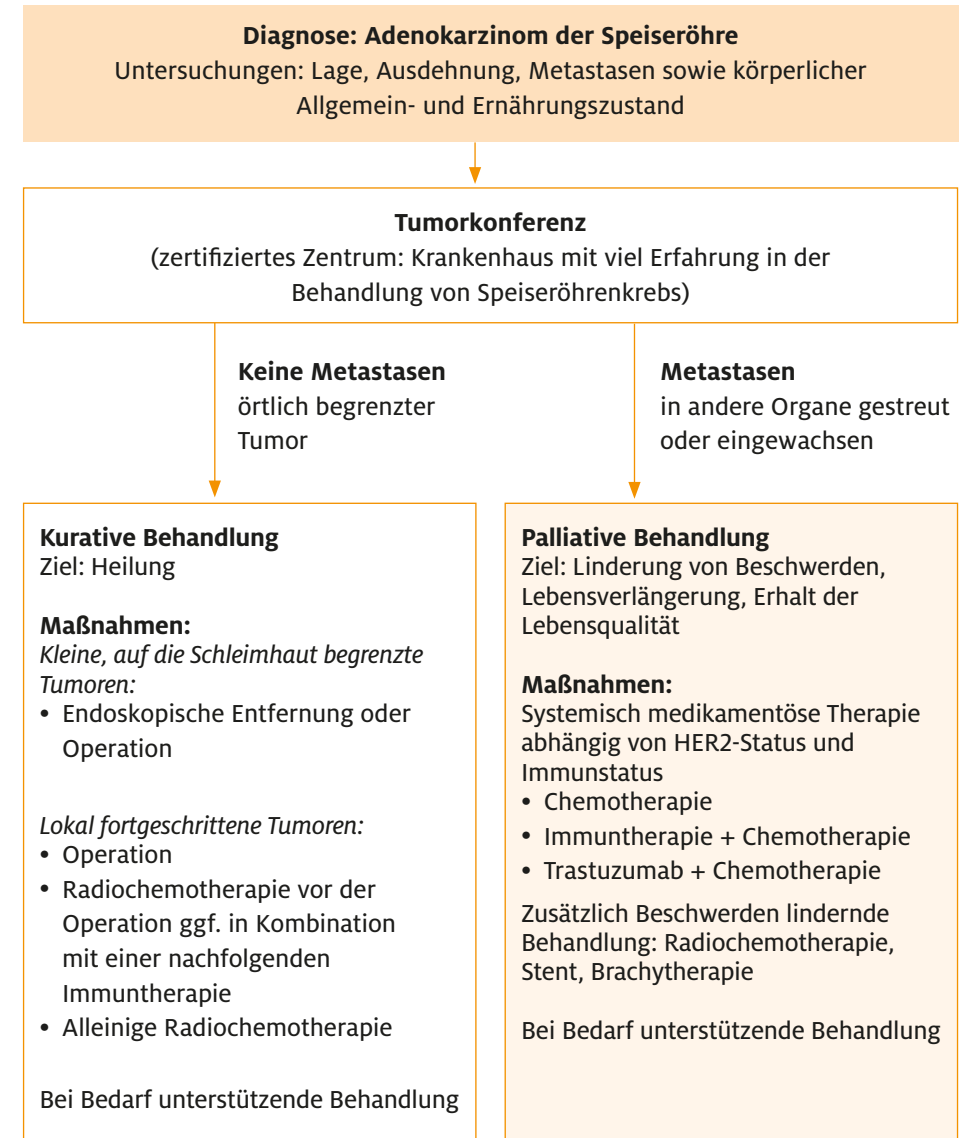 Diagnose: Adenokarzinom der Speiseröhre
Untersuchungen: Lage, Ausdehnung, Metastasen sowie körperlicher
Allgemein- und Ernährungszustand
Tumorkonferenz
(zertifiziertes Zentrum: Krankenhaus mit viel Erfahrung in der
Behandlung von Speiseröhrenkrebs)
Keine Metastasen
örtlich begrenzter
Tumor
Metastasen
in andere Organe gestreut
oder eingewachsen
Kurative Behandlung
Ziel: Heilung
Maßnahmen:
Kleine, auf die Schleimhaut begrenzte
Tumoren:
• Endoskopische Entfernung oder
Operation
Lokal fortgeschrittene Tumoren:
• Operation
• Radiochemotherapie vor der
Operation ggf. in Kombination
mit einer nachfolgenden
Immuntherapie
• Alleinige Radiochemotherapie
Bei Bedarf unterstützende Behandlung
Palliative Behandlung
Ziel: Linderung von Beschwerden,
Lebensverlängerung, Erhalt der
Lebensqualität
Maßnahmen:
Systemisch medikamentöse Therapie
abhängig von HER2-Status und
Immunstatus
• Chemotherapie
• Immuntherapie + Chemotherapie
• Trastuzumab + Chemotherapie
Zusätzlich Beschwerden lindernde
Behandlung: Radiochemotherapie,
Stent, Brachytherapie
Bei Bedarf unterstützende Behandlung